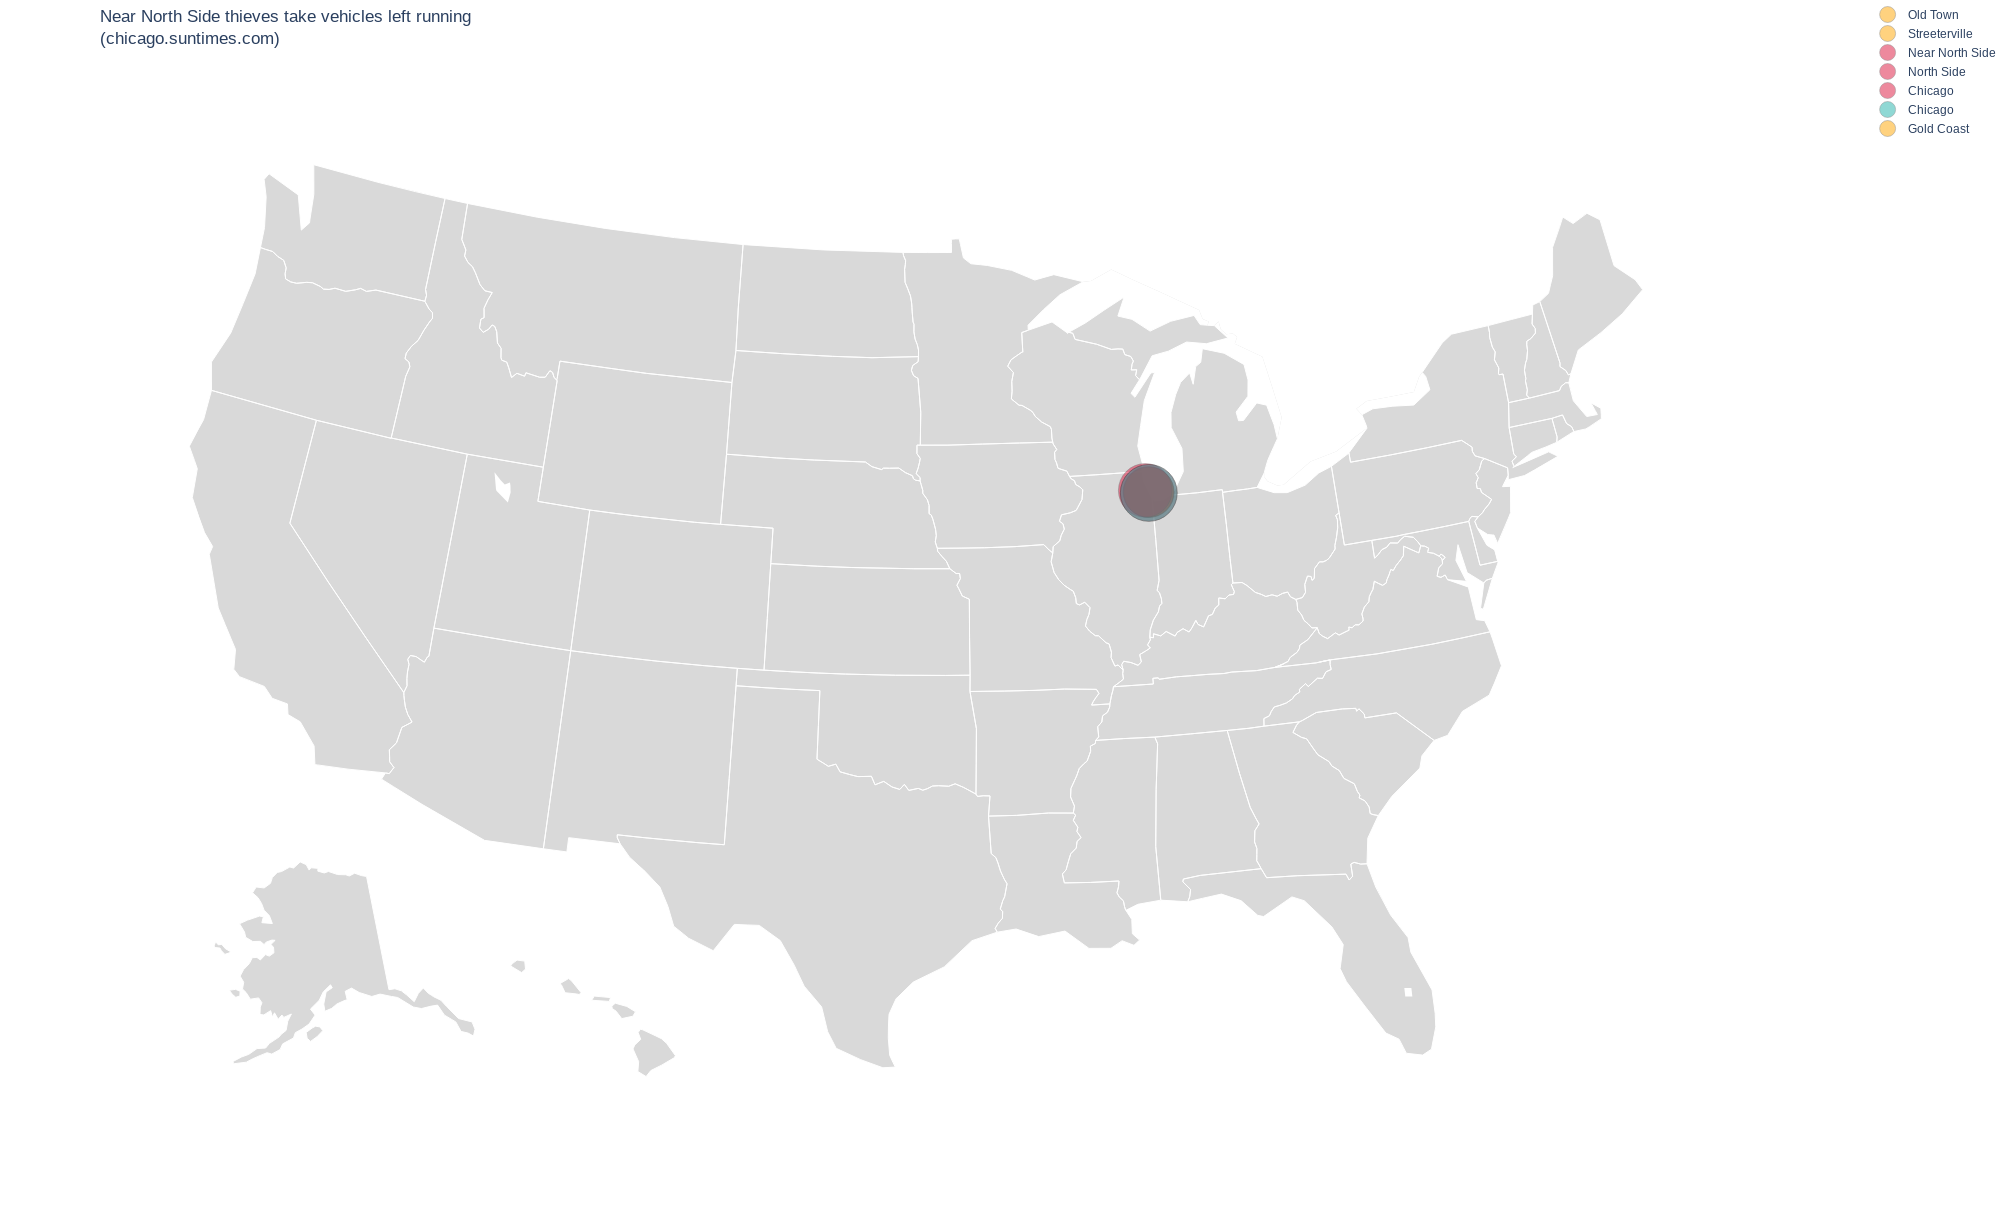 Near North Side thieves take vehicles left running
(chicago.suntimes.com)
Old Town
Streeterville
Near North Side
North Side
Chicago
Chicago
Gold Coast